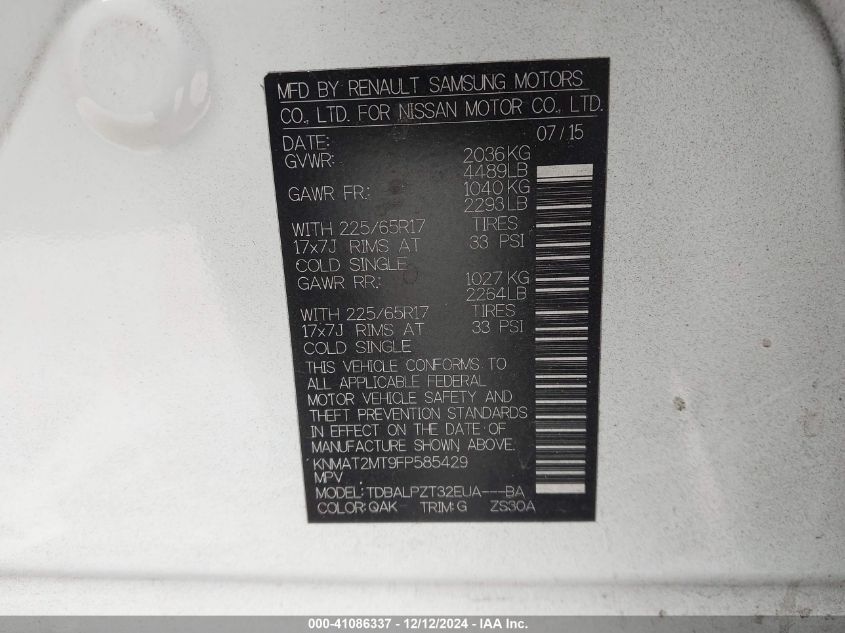 MFD BY RENAULT SAMSUNG MOTORS
CO., LTD. FOR NISSAN MOTOR CO., LTD.
DATE: 07/15
GVWR: 2036KG
4489LB
GAWR FR: 1040KG
2293LB
WITH 225/65R17 TIRES
17x7J RIMS AT 33 PSI
COLD SINGLE
GAWR RR: 1027KG
2264LB
WITH 225/65R17 TIRES
17x7J RIMS AT 33 PSI
COLD SINGLE
THIS VEHICLE CONFORMS TO
ALL APPLICABLE FEDERAL
MOTOR VEHICLE SAFETY AND
THEFT PREVENTION STANDARDS
IN EFFECT ON THE DATE OF
MANUFACTURE SHOWN ABOVE.
KNMAT2MT9FP585429
MPV
MODEL: TDBALPZT32EUA---BA
COLOR: QAK TRIM: G ZS30A
000-41086337 - 12/12/2024 - IAA Inc.